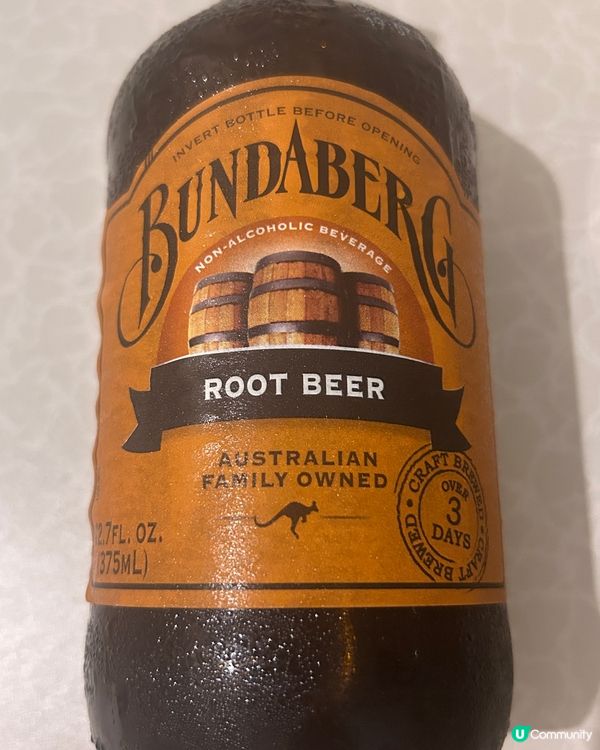 INVERT BOTTLE BEFORE OPENING
BUNDABERG
NON-ALCOHOLIC BEVERAGE
ROOT BEER
AUSTRALIAN
FAMILY OWNED
CRAFT BREWED • CRAFT BREWED •
OVER
3
DAYS
2.7FL. OZ.
(375ML)
U Community